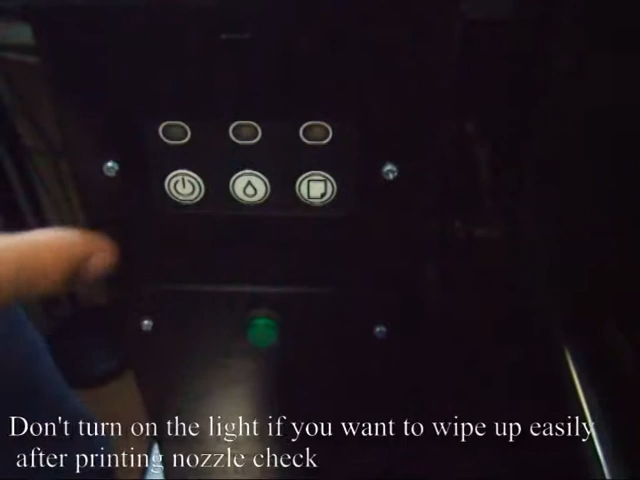 Don't turn on the light if you want to wipe up easily
after printing nozzle check